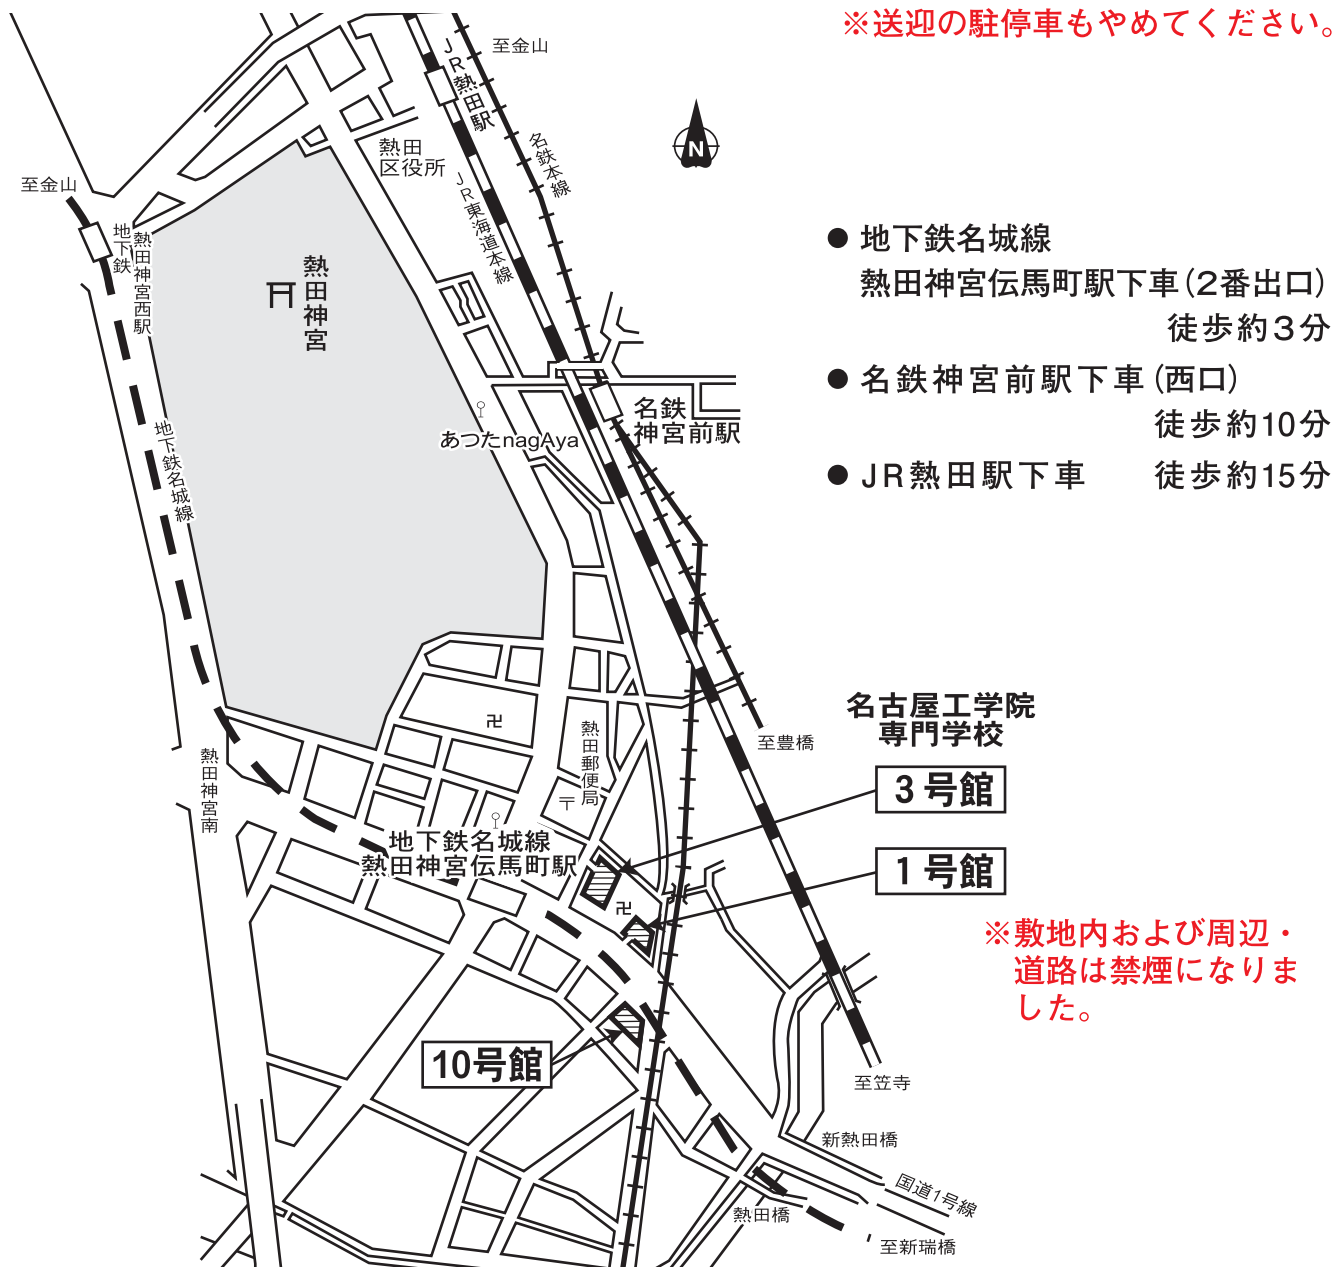 ※送迎の駐停車もやめてください。
至金山
JR熱田駅
名鉄本線
熱田
区役所
JR東海道本線
N
至金山
地下鉄
熱田神宮西駅
熱田神宮
地下鉄名城線
あつたnagAya
名鉄
神宮前駅
● 地下鉄名城線
熱田神宮伝馬町駅下車(2番出口)
徒歩約3分
● 名鉄神宮前駅下車(西口)
徒歩約10分
● JR熱田駅下車 徒歩約15分
卍
熱田郵便局
〒
熱田神宮南
至豊橋
名古屋工学院
専門学校
3号館
1号館
地下鉄名城線
熱田神宮伝馬町駅
卍
10号館
※敷地内および周辺・
道路は禁煙になりま
した。
至笠寺
新熱田橋
国道1号線
熱田橋
至新瑞橋